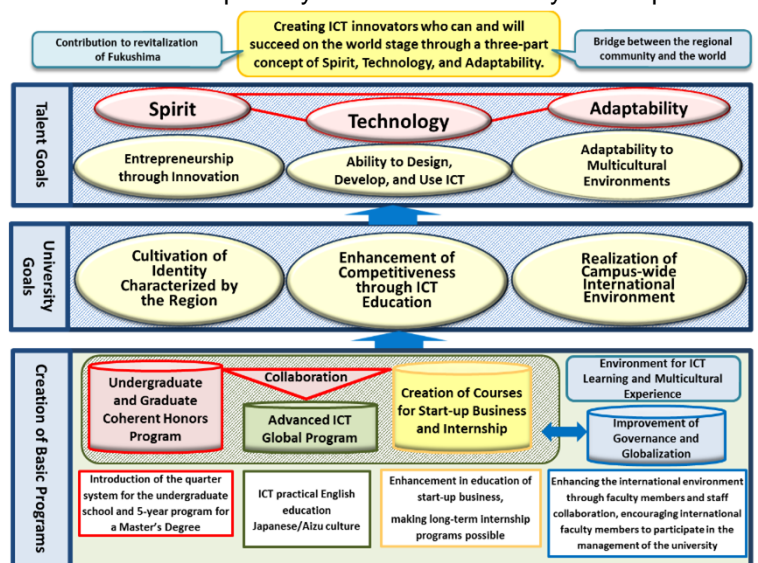 Creating ICT innovators who can and will
succeed on the world stage through a three-part
concept of Spirit, Technology, and Adaptability.
Contribution to revitalization
of Fukushima
Bridge between the regional
community and the world
Talent Goals
Spirit
Technology
Adaptability
Entrepreneurship
through Innovation
Ability to Design,
Develop, and Use ICT
Adaptability to
Multicultural
Environments
University
Goals
Cultivation of
Identity
Characterized by
the Region
Enhancement of
Competitiveness
through ICT
Education
Realization of
Campus-wide
International
Environment
Creation of Basic Programs
Undergraduate
and Graduate
Coherent Honors
Program
Collaboration
Advanced ICT
Global Program
Creation of Courses
for Start-up Business
and Internship
Environment for ICT
Learning and Multicultural
Experience
Improvement of
Governance and
Globalization
Introduction of the quarter
system for the undergraduate
school and 5-year program for
a Master's Degree
ICT practical English
education
Japanese/Aizu culture
Enhancement in education of
start-up business,
making long-term internship
programs possible
Enhancing the international environment
through faculty members and staff
collaboration, encouraging international
faculty members to participate in the
management of the university